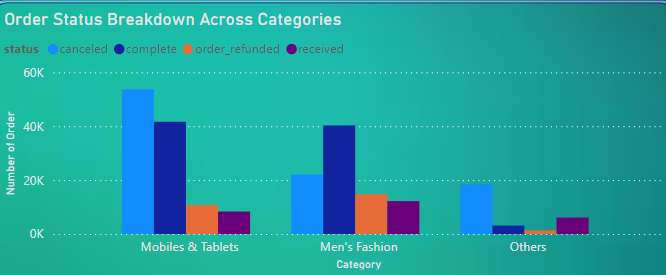 Order Status Breakdown Across Categories
status canceled complete order_refunded received
60K
40K
20K
0K
Number of Order
Mobiles & Tablets Men's Fashion Others
Category